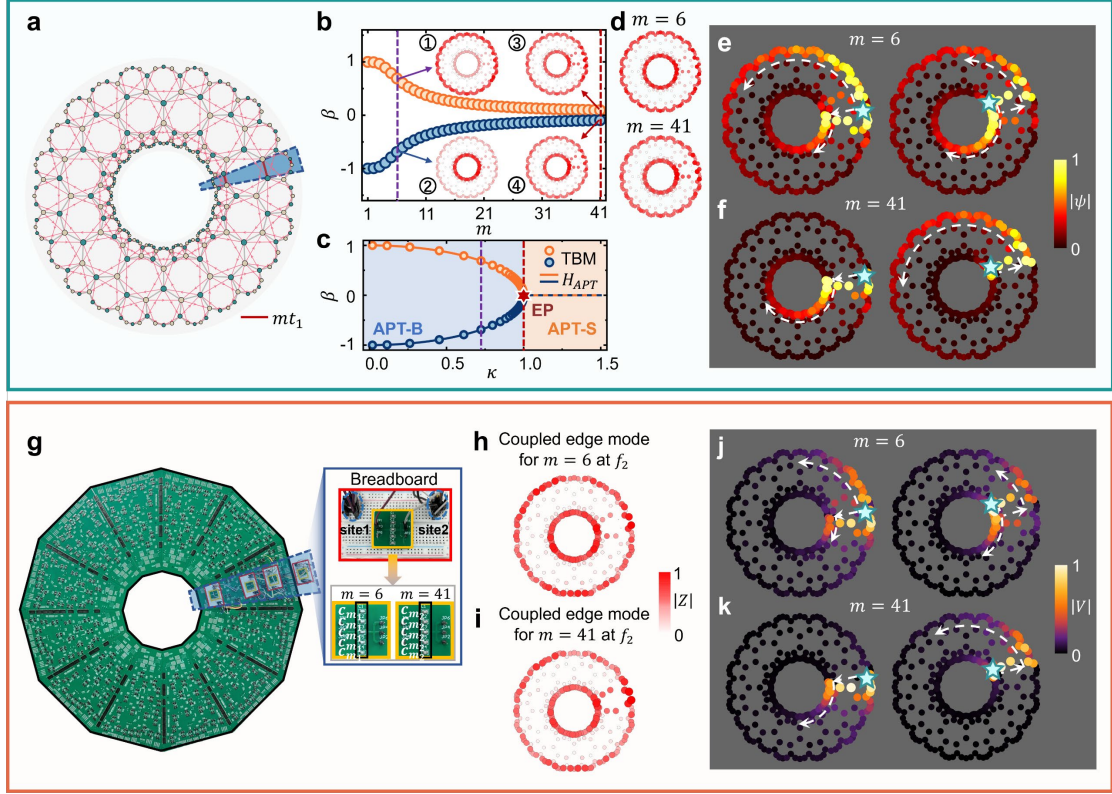 a
mt₁
b
β
1
0
-1
①
③
②
④
1
11
21
31
41
m
c
β
1
0
-1
TBM
H_APT
EP
APT-B
APT-S
0.0
0.5
1.0
1.5
κ
d
m = 6
m = 41
e
m = 6
f
m = 41
1
|ψ|
0
g
Breadboard
site1
site2
m = 6
m = 41
h
Coupled edge mode
for m = 6 at f₂
i
Coupled edge mode
for m = 41 at f₂
1
|Z|
0
j
m = 6
k
m = 41
1
|V|
0